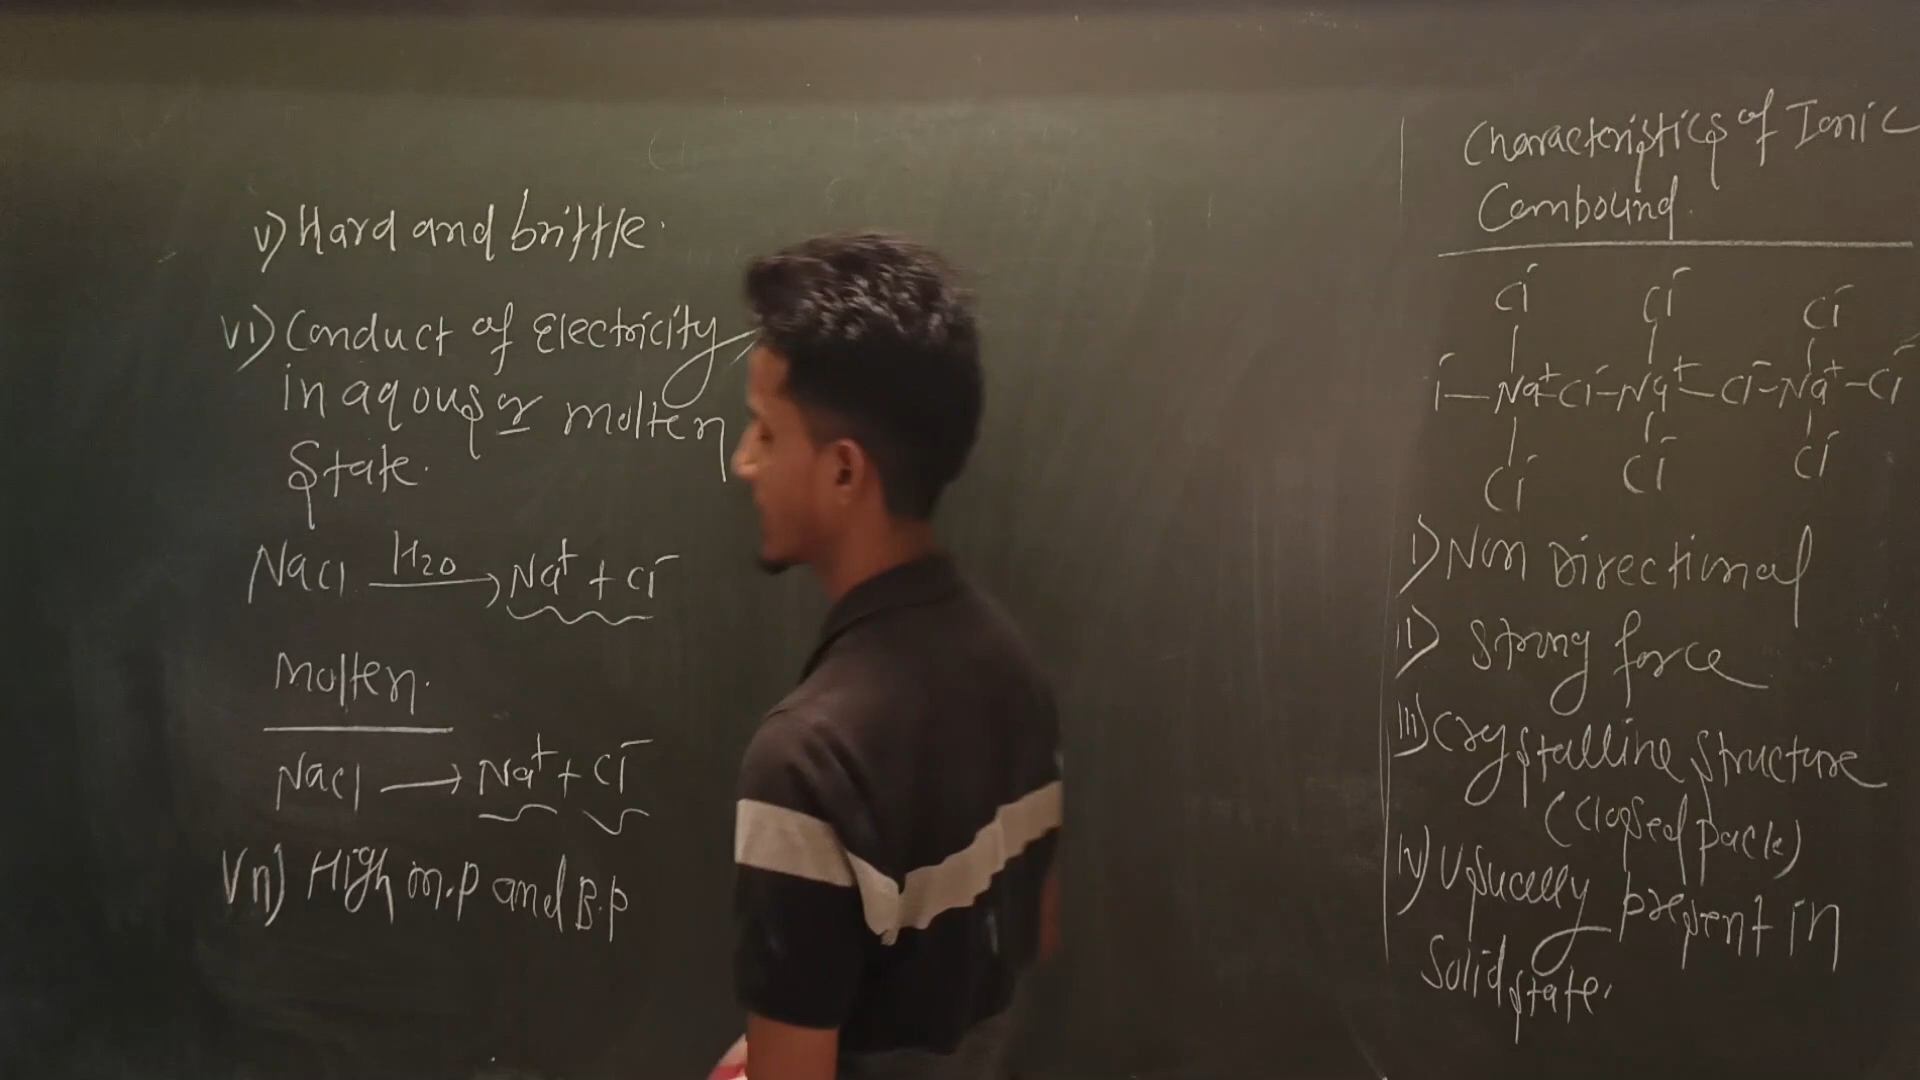 Characteristics of Ionic
Compound.
Cl⁻ Cl⁻ Cl⁻
l⁻—Na⁺Cl⁻-Na⁺-Cl⁻-Na⁺-Cl⁻
Cl⁻ Cl⁻ Cl⁻
i) Non Directional
ii) Strong force
iii) Crystalline structure
(closed pack)
iv) Usually present in
Solid state.
v) Hard and brittle.
vi) Conduct of Electricity
in aqous or molten
State.
NaCl H2O → Na⁺ + Cl⁻
Molten.
NaCl → Na⁺ + Cl⁻
Vii) High m.p and B.P